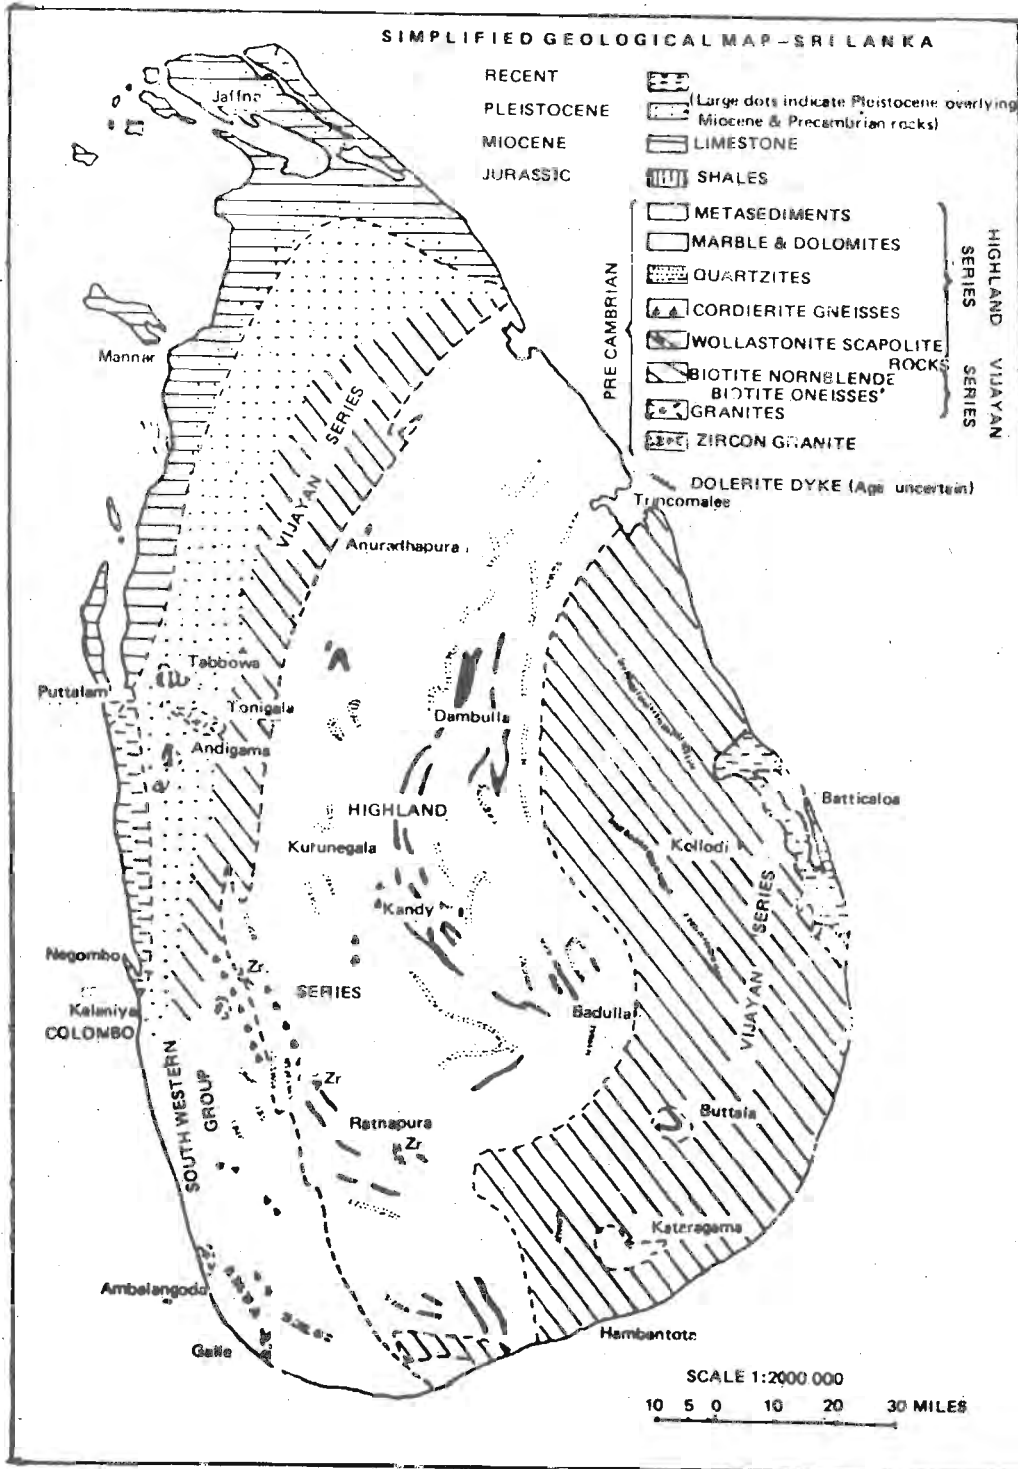 SIMPLIFIED GEOLOGICAL MAP - SRI LANKA
RECENT
PLEISTOCENE
(Large dots indicate Pleistocene overlying
Miocene & Precambrian rocks)
MIOCENE
LIMESTONE
JURASSIC
SHALES
PRE CAMBRIAN
METASEDIMENTS
MARBLE & DOLOMITES
QUARTZITES
CORDIERITE GNEISSES
WOLLASTONITE SCAPOLITE
ROCKS
BIOTITE NORNBLENDE
BIOTITE ONEISSES
GRANITES
ZIRCON GRANITE
DOLERITE DYKE (Age uncertain)
HIGHLAND
SERIES
VIJAYAN
SERIES
Jaffna
Mannar
VIJAYAN
SERIES
Trincomalee
Anuradhapura
Tabbowa
Puttalam
Tonigala
Andigama
Dambulla
Batticaloa
HIGHLAND
Kurunegala
Kollodi
Kandy
VIJAYAN SERIES
Negombo
Zr.
SERIES
Kalaniya
COLOMBO
Badulla
Zr
SOUTH WESTERN
GROUP
Ratnapura
Zr
Buttala
Kateragama
Ambalangoda
Galle
Hambantota
SCALE 1:2000 000
10 5 0 10 20 30 MILES